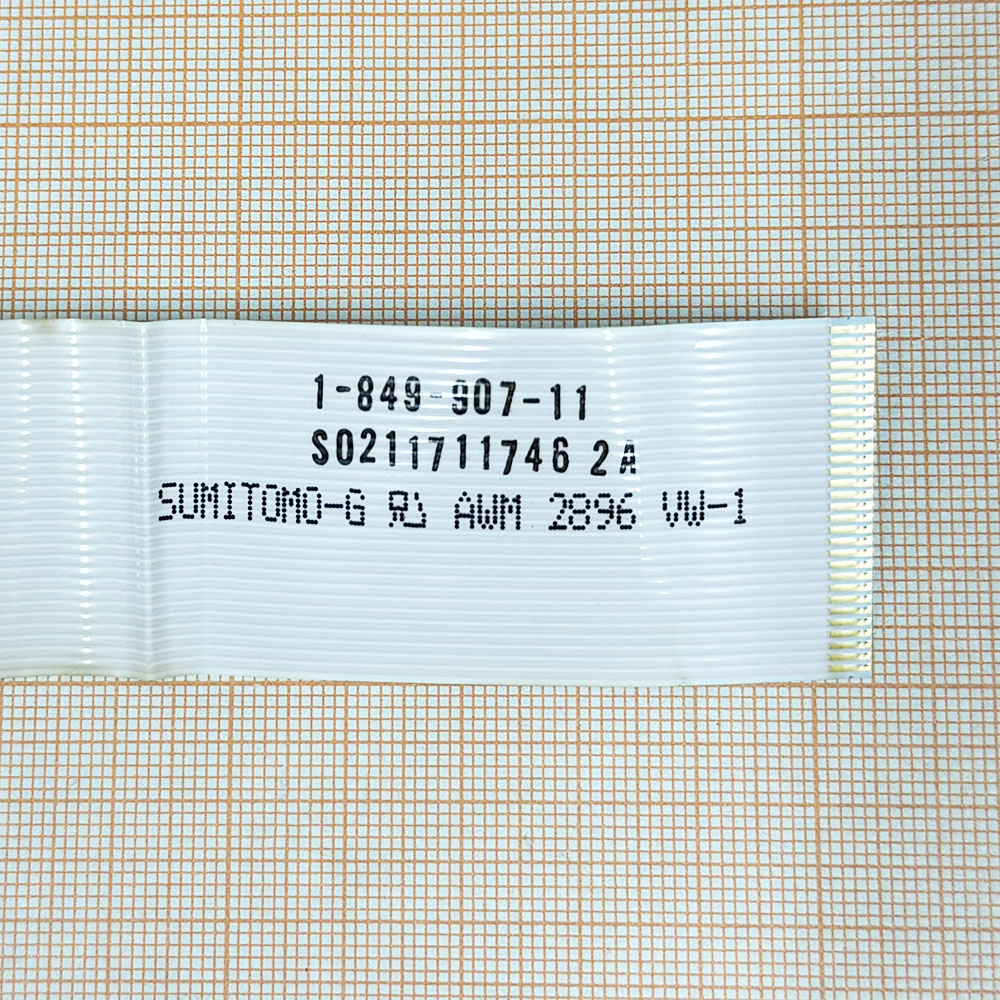 1-849-907-11
S0211711746 2A
SUMITOMO-G AWM 2896 VW-1